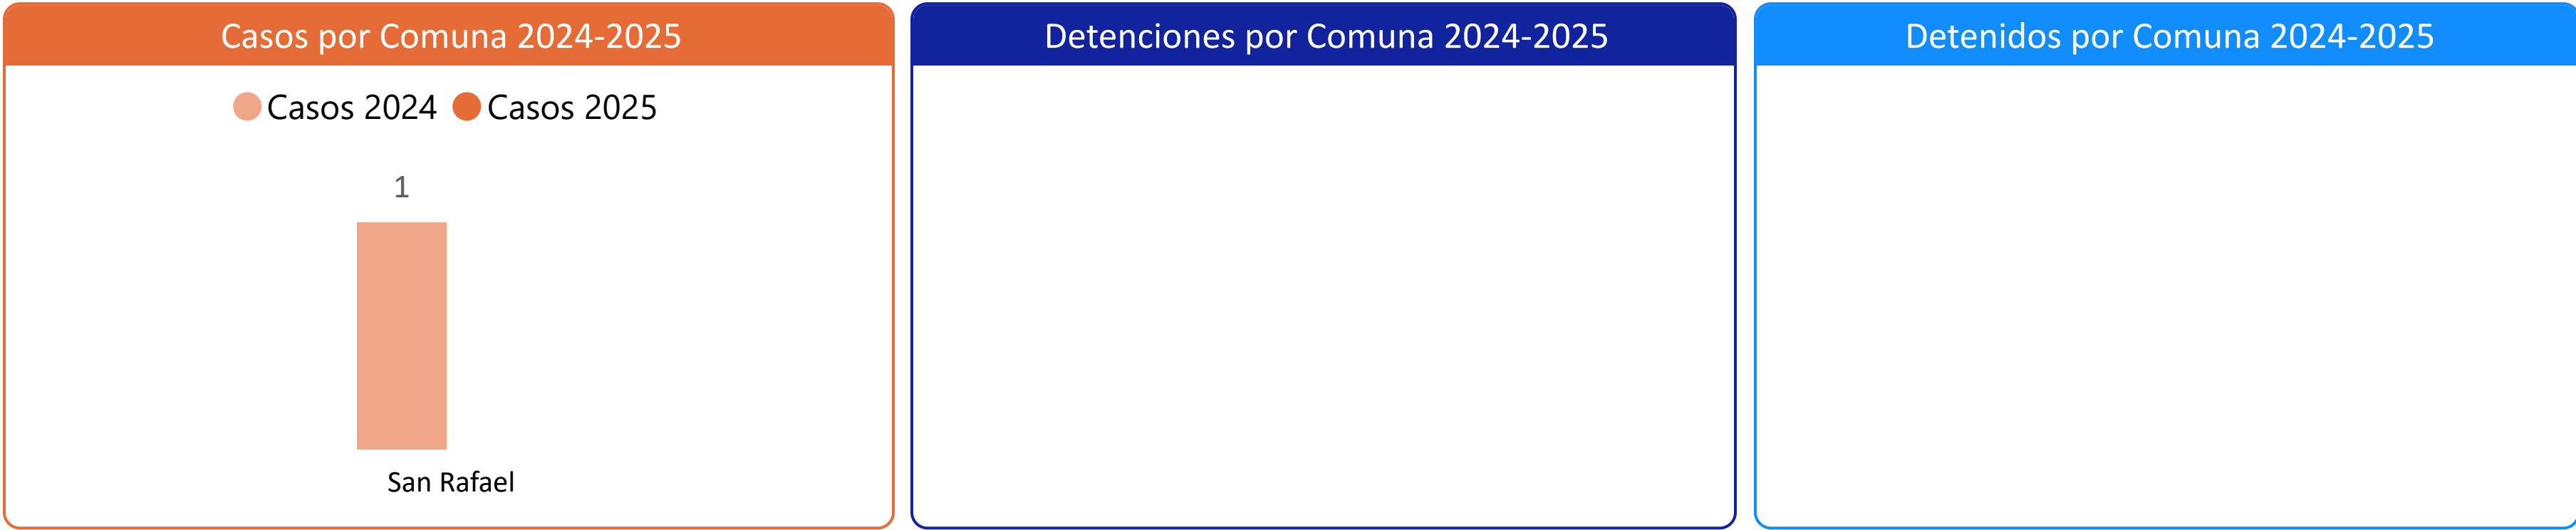 Casos por Comuna 2024-2025
Casos 2024 Casos 2025
1
San Rafael
Detenciones por Comuna 2024-2025
Detenidos por Comuna 2024-2025